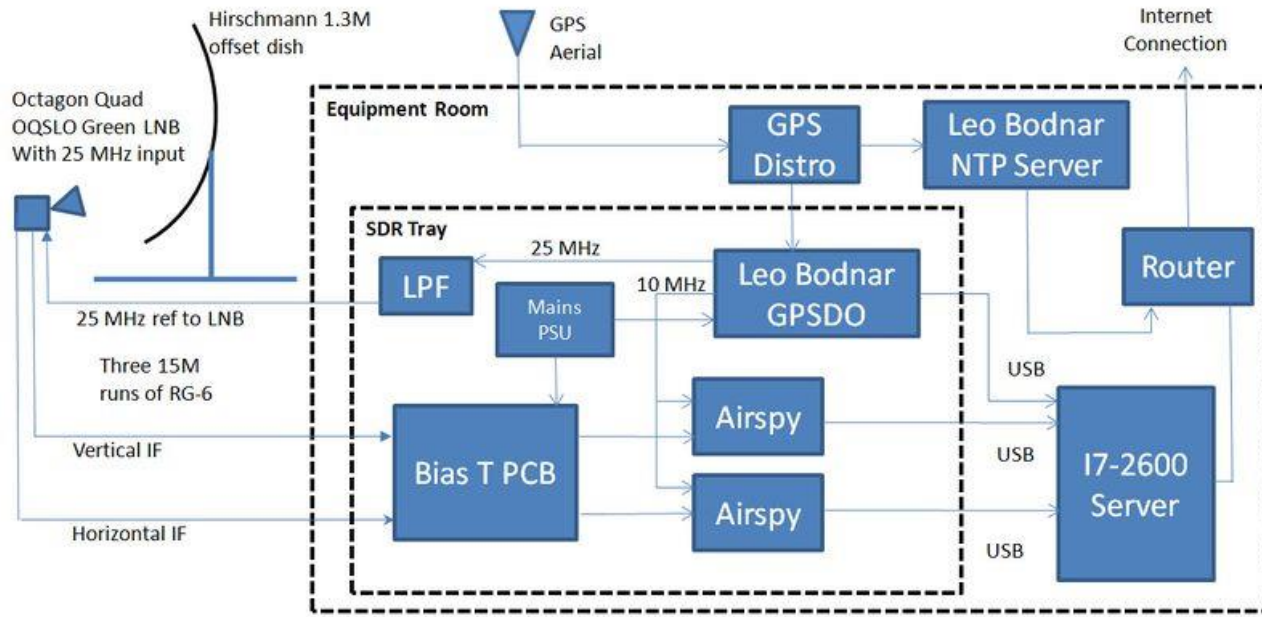 Hirschmann 1.3M
offset dish
GPS
Aerial
Internet
Connection
Octagon Quad
OQSLO Green LNB
With 25 MHz input
Equipment Room
GPS
Distro
Leo Bodnar
NTP Server
SDR Tray
25 MHz
LPF
10 MHz
Leo Bodnar
GPSDO
Router
Mains
PSU
25 MHz ref to LNB
Three 15M
runs of RG-6
USB
Airspy
Vertical IF
Bias T PCB
USB
I7-2600
Server
Airspy
Horizontal IF
USB